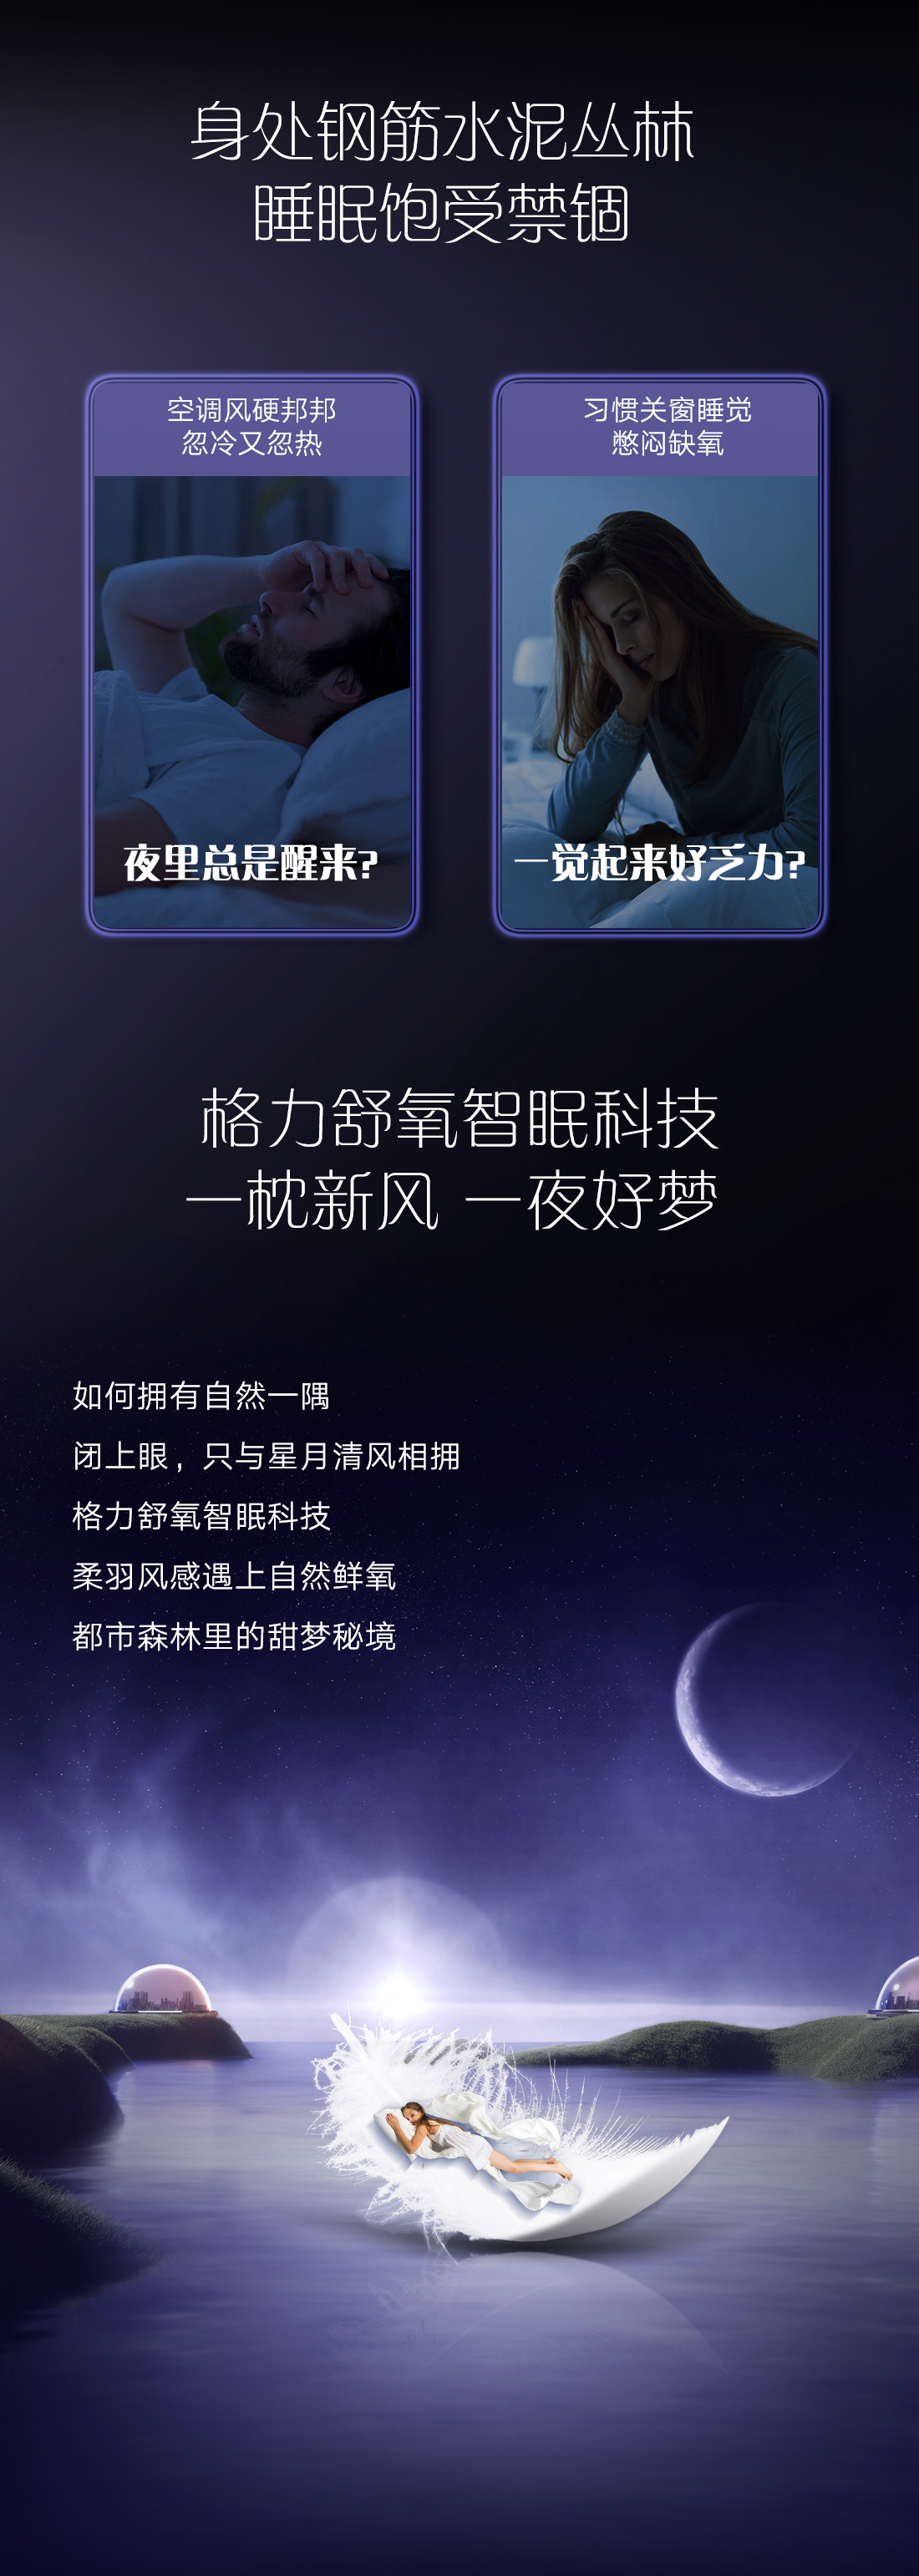 身处钢筋水泥丛林
睡眠饱受禁锢
空调风硬邦邦
忽冷又忽热
夜里总是醒来?
习惯关窗睡觉
憋闷缺氧
一觉起来好乏力?
格力舒氧智眠科技
一枕新风 一夜好梦
如何拥有自然一隅
闭上眼，只与星月清风相拥
格力舒氧智眠科技
柔羽风感遇上自然鲜氧
都市森林里的甜梦秘境